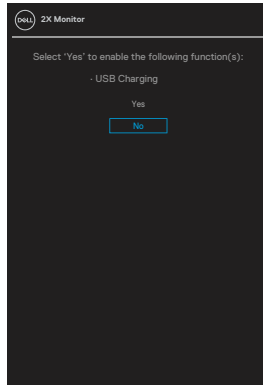 DELL 2X Monitor
Select ‘Yes’ to enable the following function(s):
· USB Charging
Yes
No